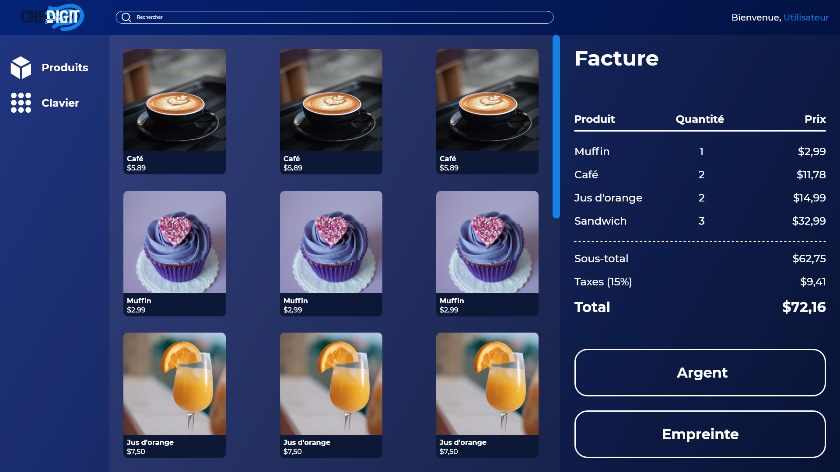 CRÉDIGIT
Rechercher
Bienvenue, Utilisateur
Produits
Clavier
Café
$5,89
Café
$5,89
Café
$5,89
Muffin
$2,99
Muffin
$2,99
Muffin
$2,99
Jus d'orange
$7,50
Jus d'orange
$7,50
Jus d'orange
$7,50
Facture
Produit Quantité Prix
Muffin 1 $2,99
Café 2 $11,78
Jus d'orange 2 $14,99
Sandwich 3 $32,99
Sous-total $62,75
Taxes (15%) $9,41
Total $72,16
Argent
Empreinte